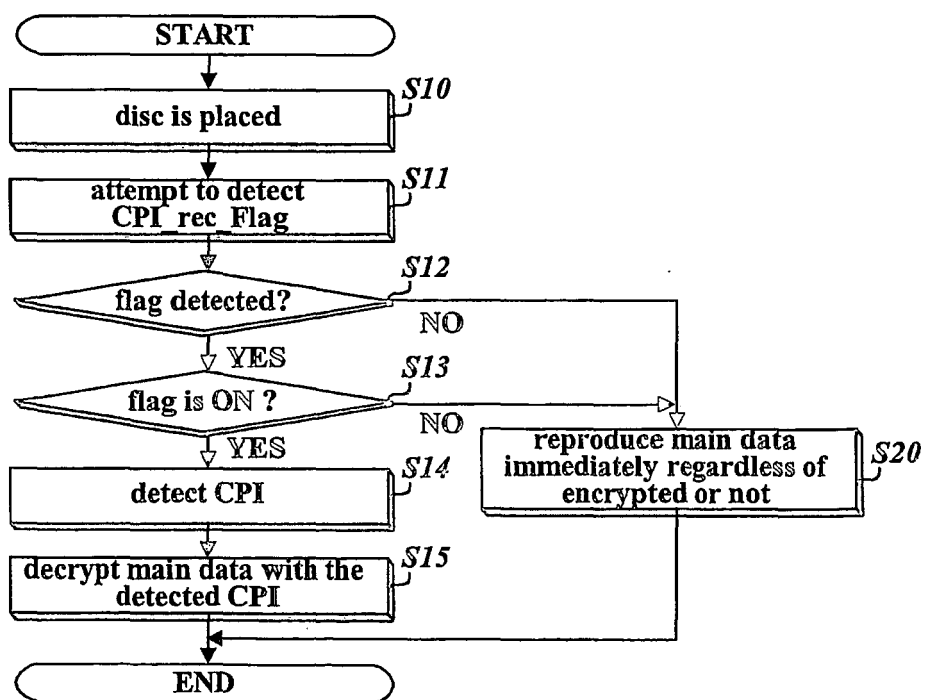 START
S10
disc is placed
S11
attempt to detect
CPI_rec_Flag
S12
flag detected?
NO
YES
S13
flag is ON ?
NO
YES
S14
detect CPI
reproduce main data
immediately regardless of
encrypted or not
S20
S15
decrypt main data with the
detected CPI
END